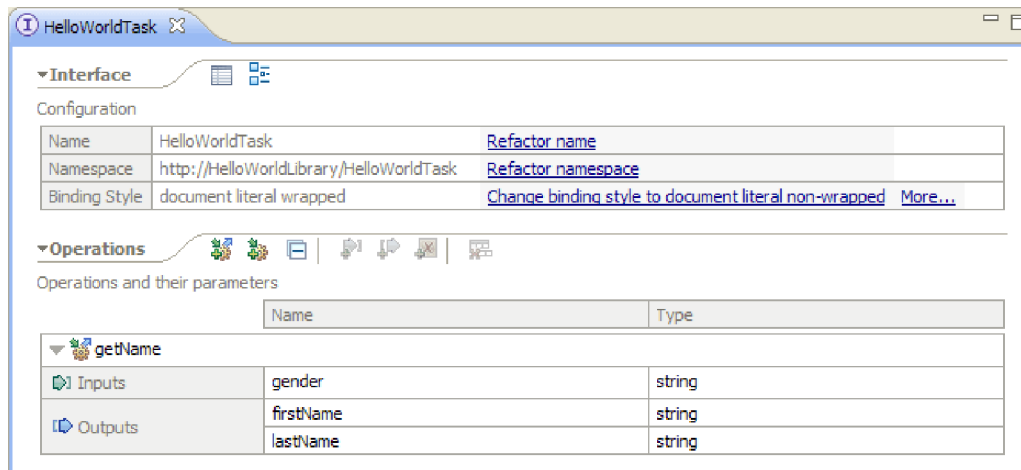 HelloWorldTask
Interface
Configuration
Name HelloWorldTask Refactor name
Namespace http://HelloWorldLibrary/HelloWorldTask Refactor namespace
Binding Style document literal wrapped Change binding style to document literal non-wrapped More...
Operations
Operations and their parameters
Name Type
getName
Inputs gender string
Outputs firstName string
lastName string